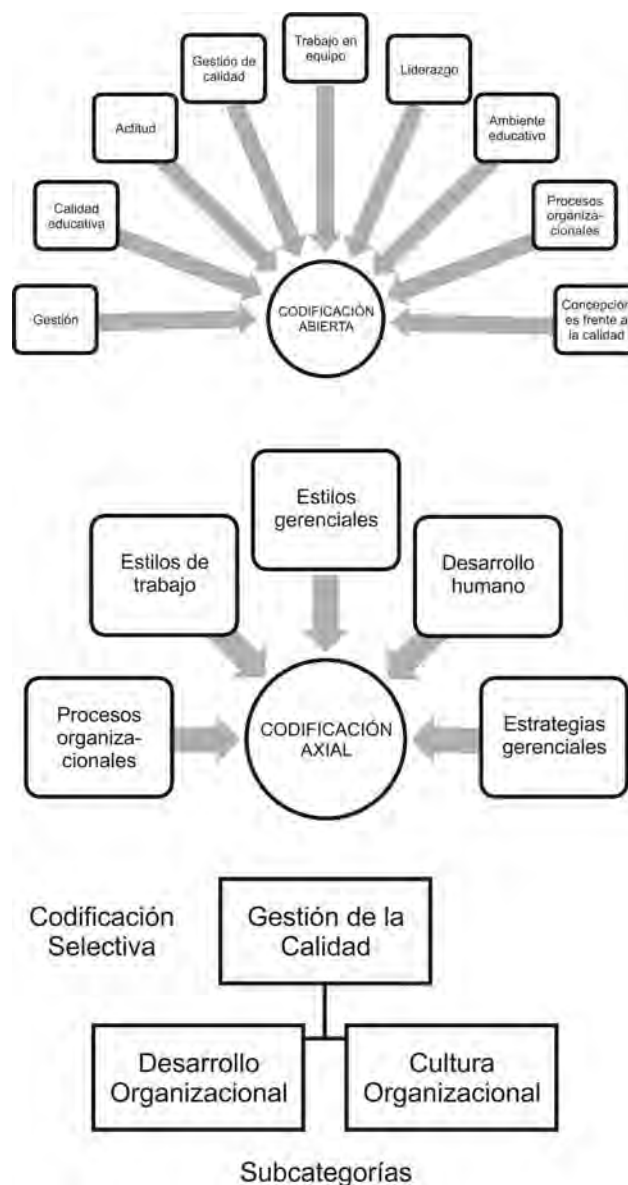 Trabajo en
equipo
Gestión de
calidad
Liderazgo
Actitud
Ambiente
educativo
Calidad
educativa
Procesos
organiza-
cionales
Gestión
CODIFICACIÓN
ABIERTA
Concepción
es frente a
la calidad
Estilos
gerenciales
Estilos de
trabajo
Desarrollo
humano
Procesos
organiza-
cionales
CODIFICACIÓN
AXIAL
Estrategias
gerenciales
Codificación
Selectiva
Gestión de la
Calidad
Desarrollo
Organizacional
Cultura
Organizacional
Subcategorías